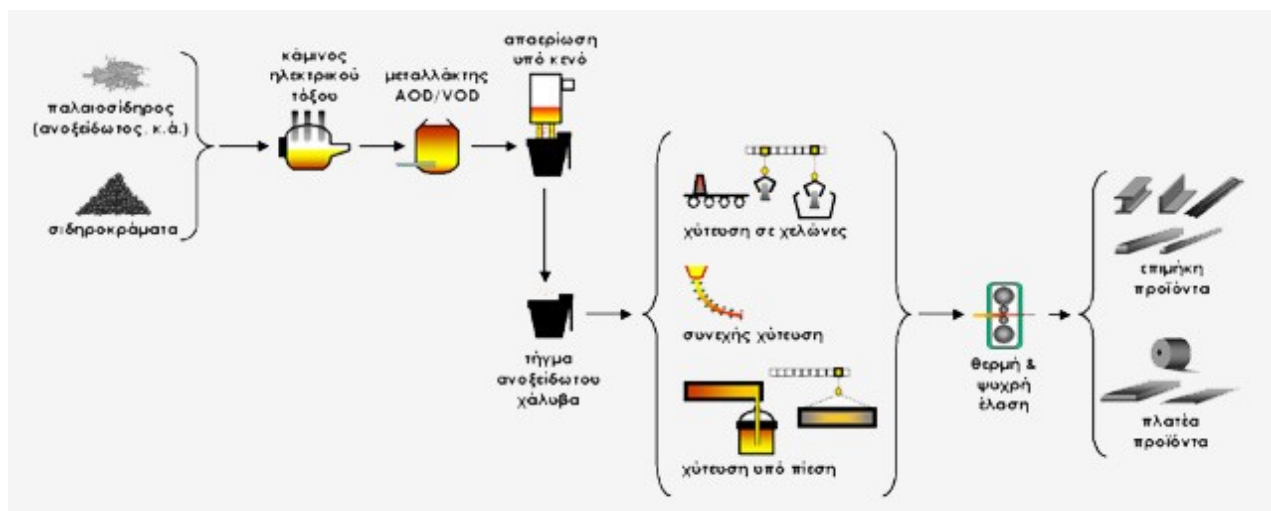 παλαιοσίδηρος
(ανοξείδωτος, κ.ά.)
σιδηροκράματα
κάμινος
ηλεκτρικού
τόξου
μεταλλάκτης
AOD/VOD
απαερίωση
υπό κενό
τήγμα
ανοξείδωτου
χάλυβα
χύτευση σε χελώνες
συνεχής χύτευση
χύτευση υπό πίεση
θερμή &
ψυχρή
έλαση
επιμήκη
προϊόντα
πλατέα
προϊόντα